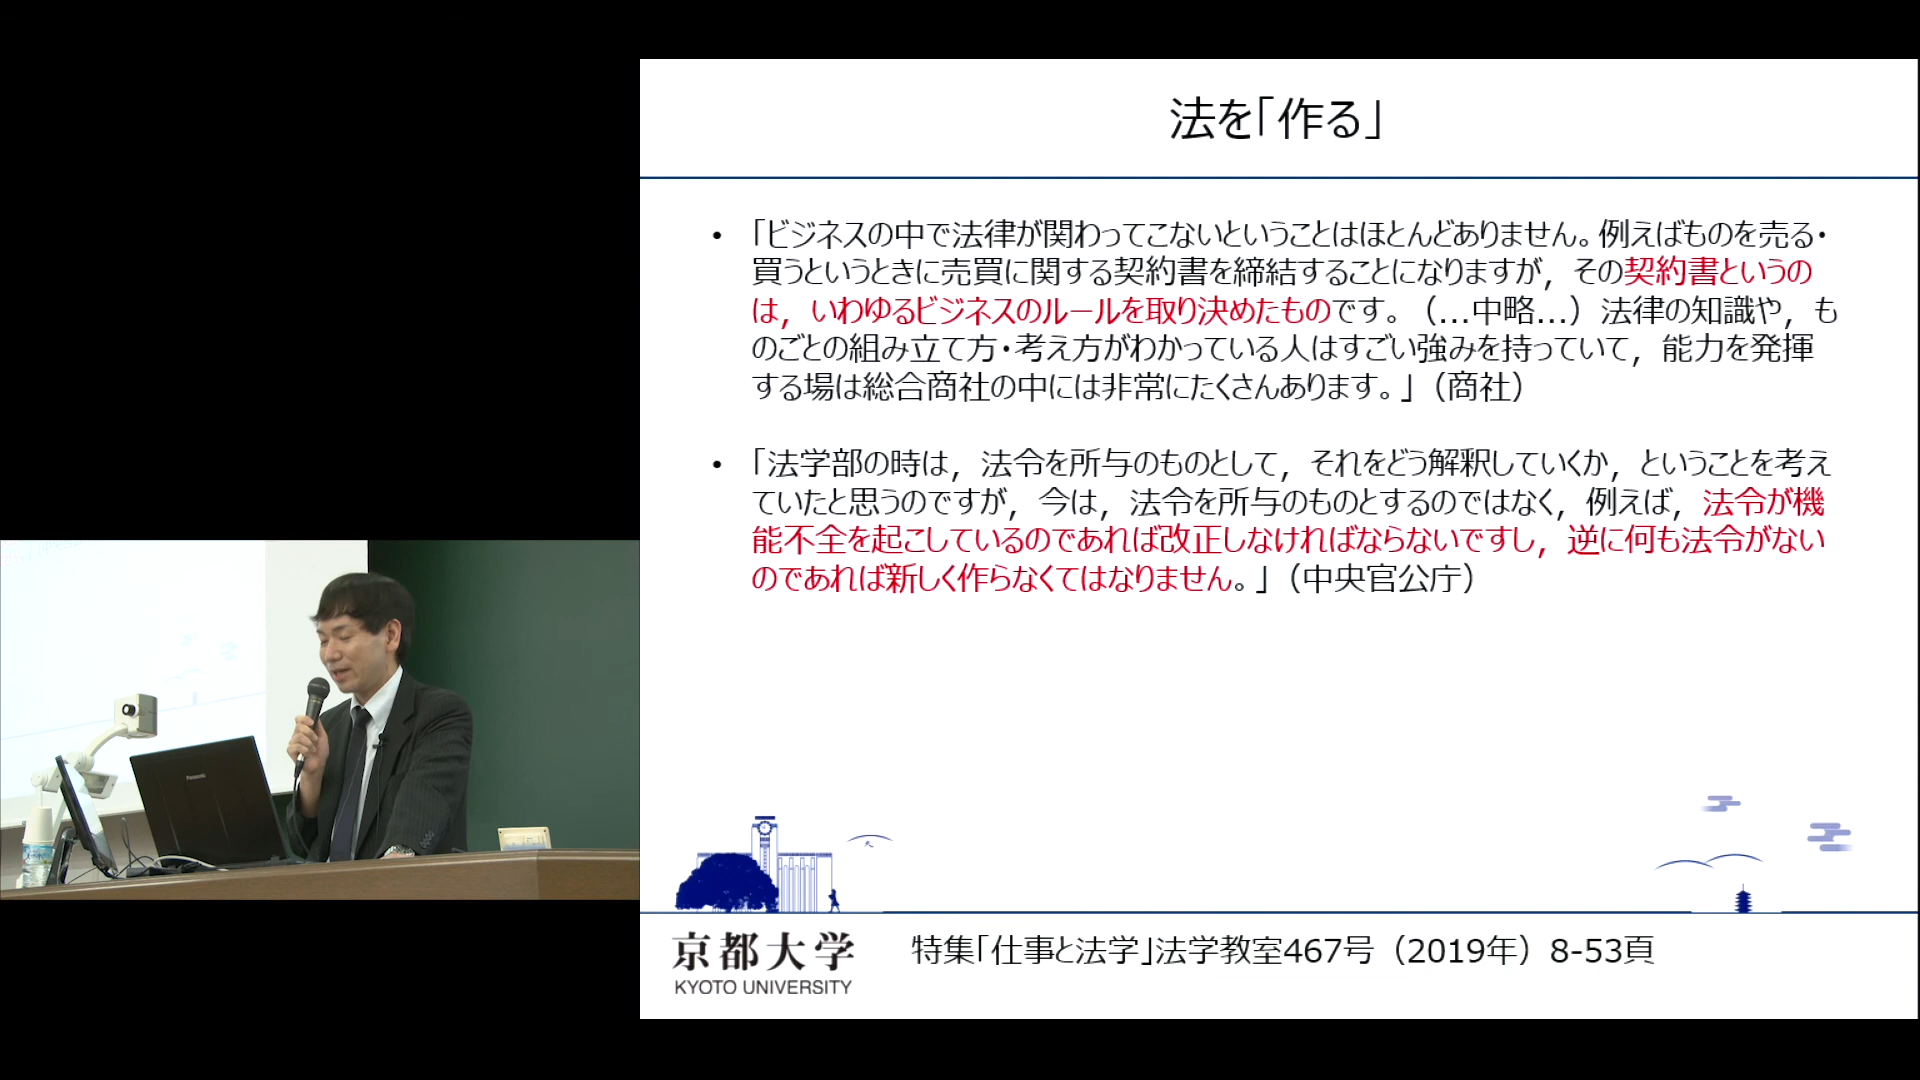 法を「作る」
・「ビジネスの中で法律が関わってこないということはほとんどありません。例えばものを売る・
買うというときに売買に関する契約書を締結することになりますが，その契約書というの
は，いわゆるビジネスのルールを取り決めたものです。（…中略…）法律の知識や，も
のごとの組み立て方・考え方がわかっている人はすごい強みを持っていて，能力を発揮
する場は総合商社の中には非常にたくさんあります。」（商社）
・「法学部の時は，法令を所与のものとして，それをどう解釈していくか，ということを考え
ていたと思うのですが，今は，法令を所与のものとするのではなく，例えば，法令が機
能不全を起こしているのであれば改正しなければならないですし，逆に何も法令がない
のであれば新しく作らなくてはなりません。」（中央官公庁）
京都大学
KYOTO UNIVERSITY
特集「仕事と法学」法学教室467号（2019年）8-53頁
Panasonic